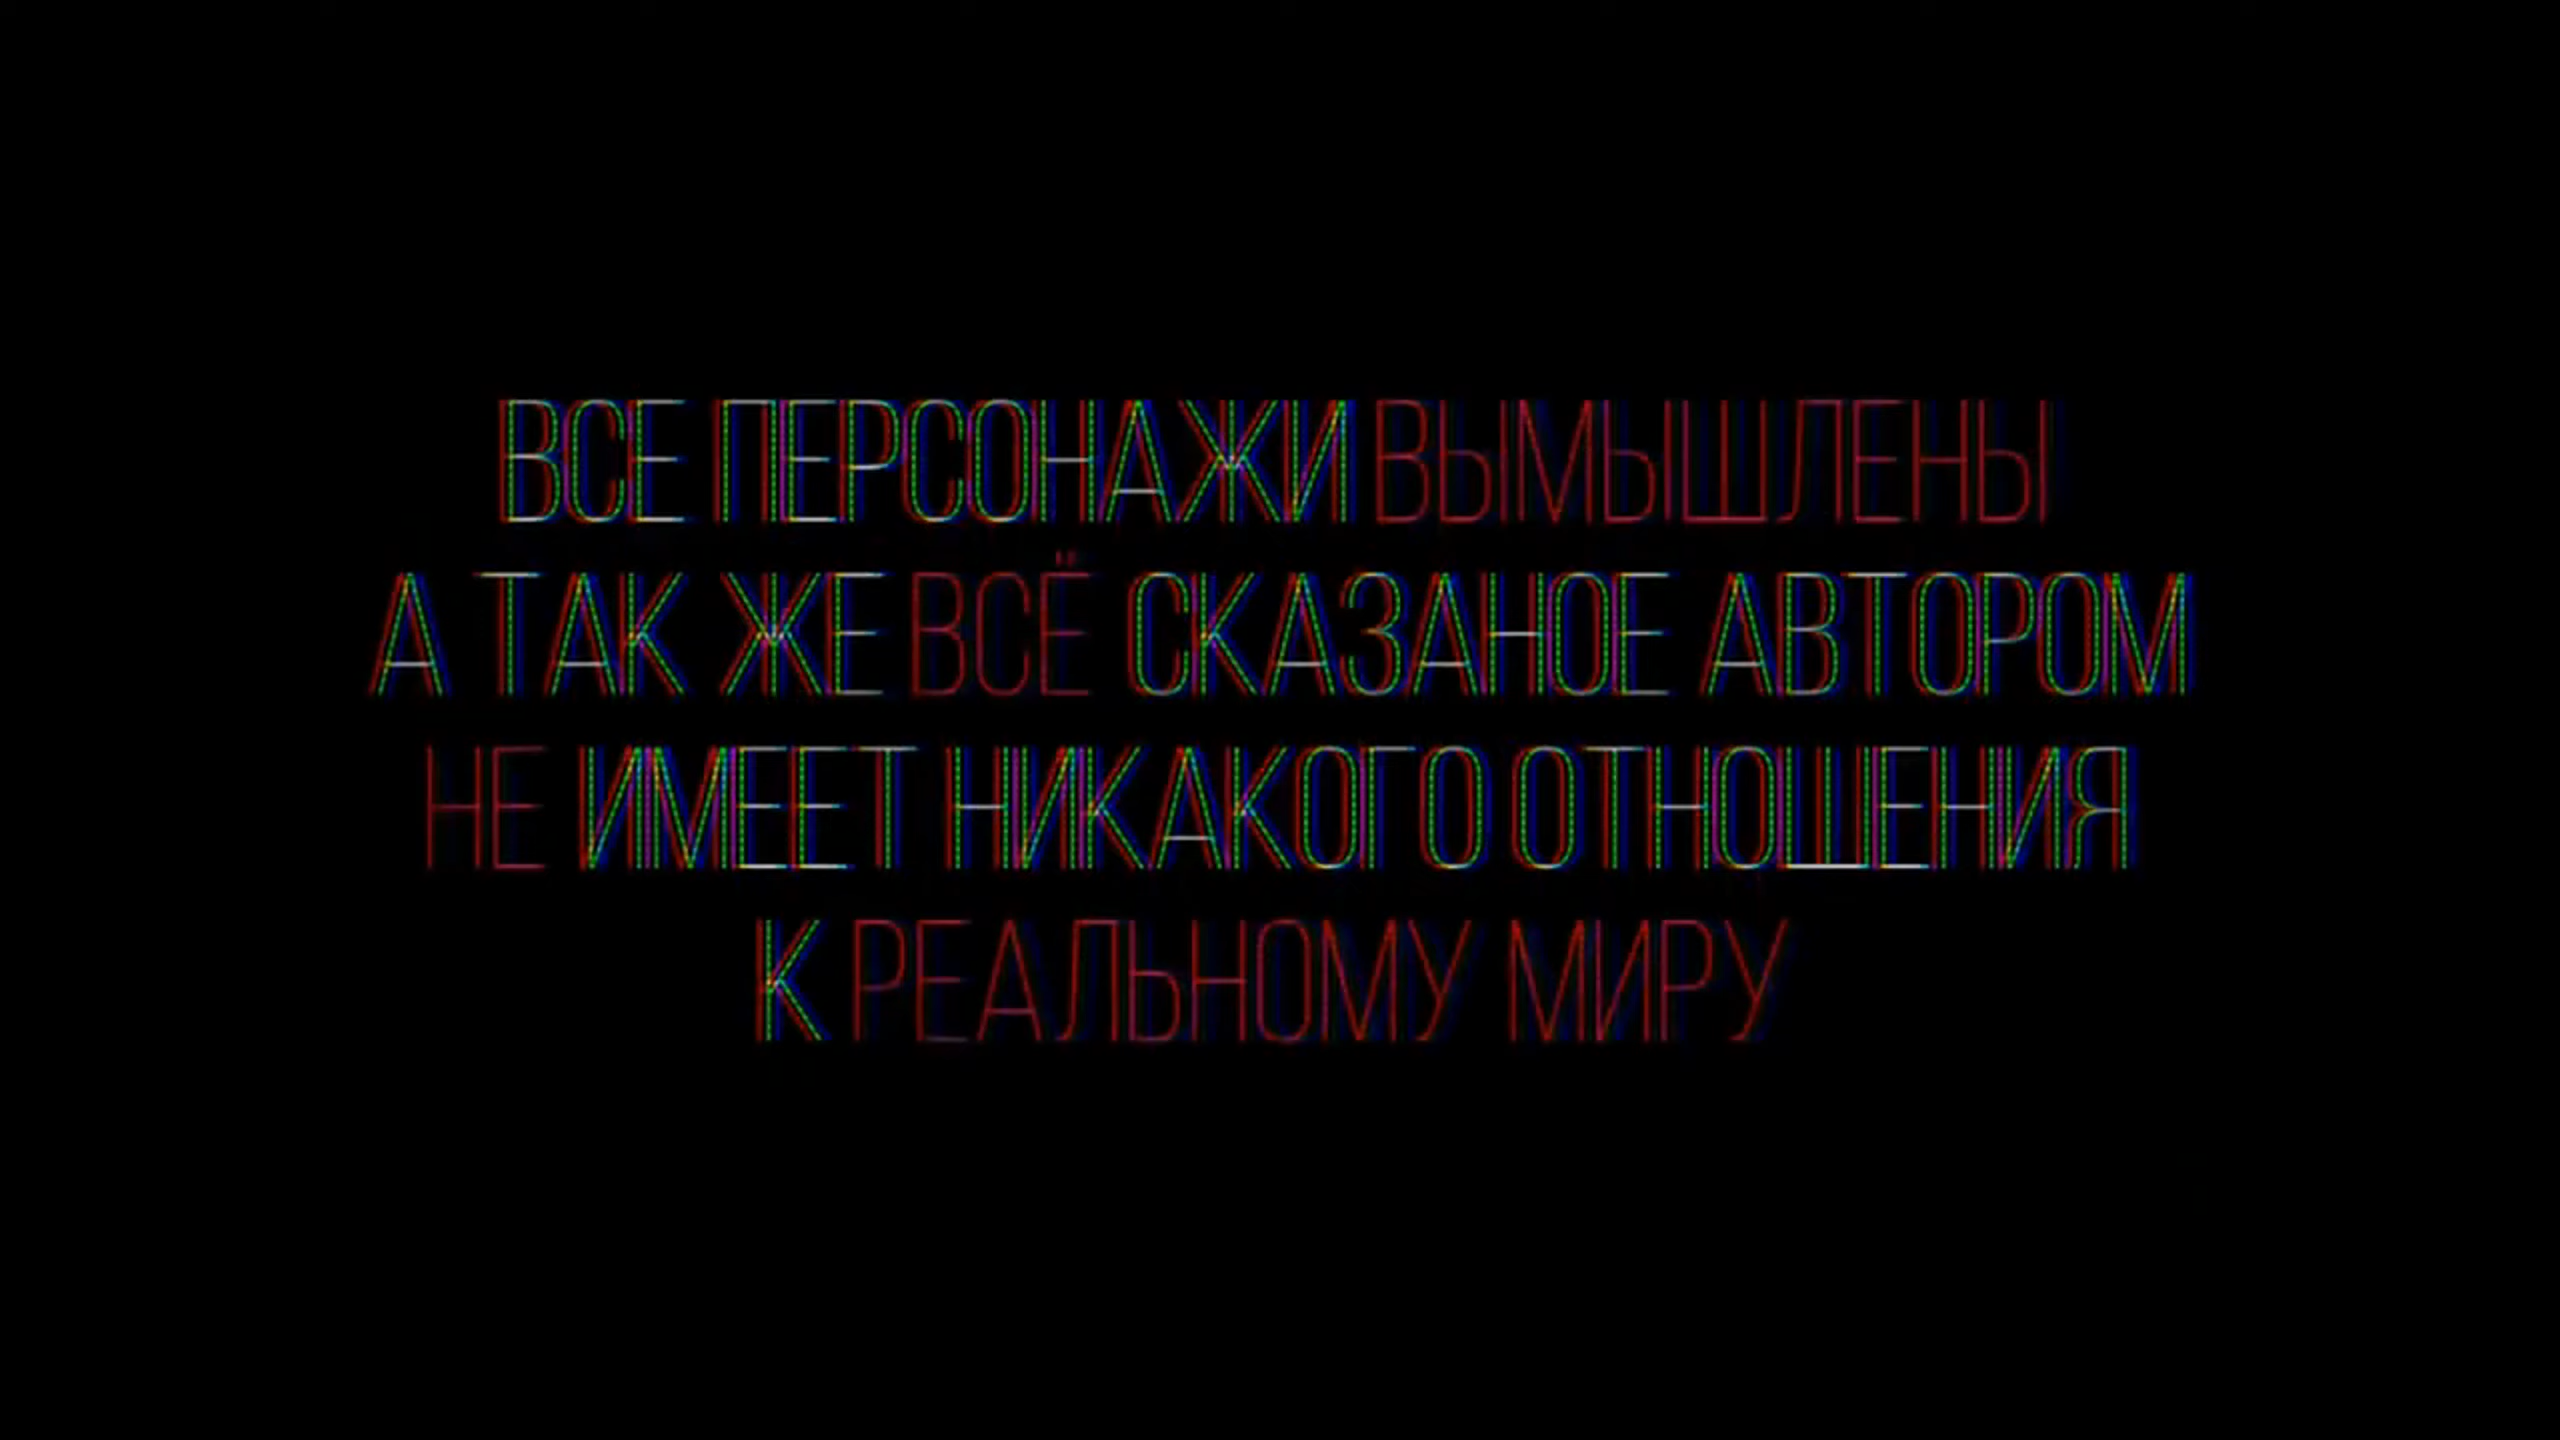 ВСЕ ПЕРСОНАЖИ ВЫМЫШЛЕНЫ
А ТАК ЖЕ ВСЁ СКАЗАНОЕ АВТОРОМ
НЕ ИМЕЕТ НИКАКОГО ОТНОШЕНИЯ
К РЕАЛЬНОМУ МИРУ